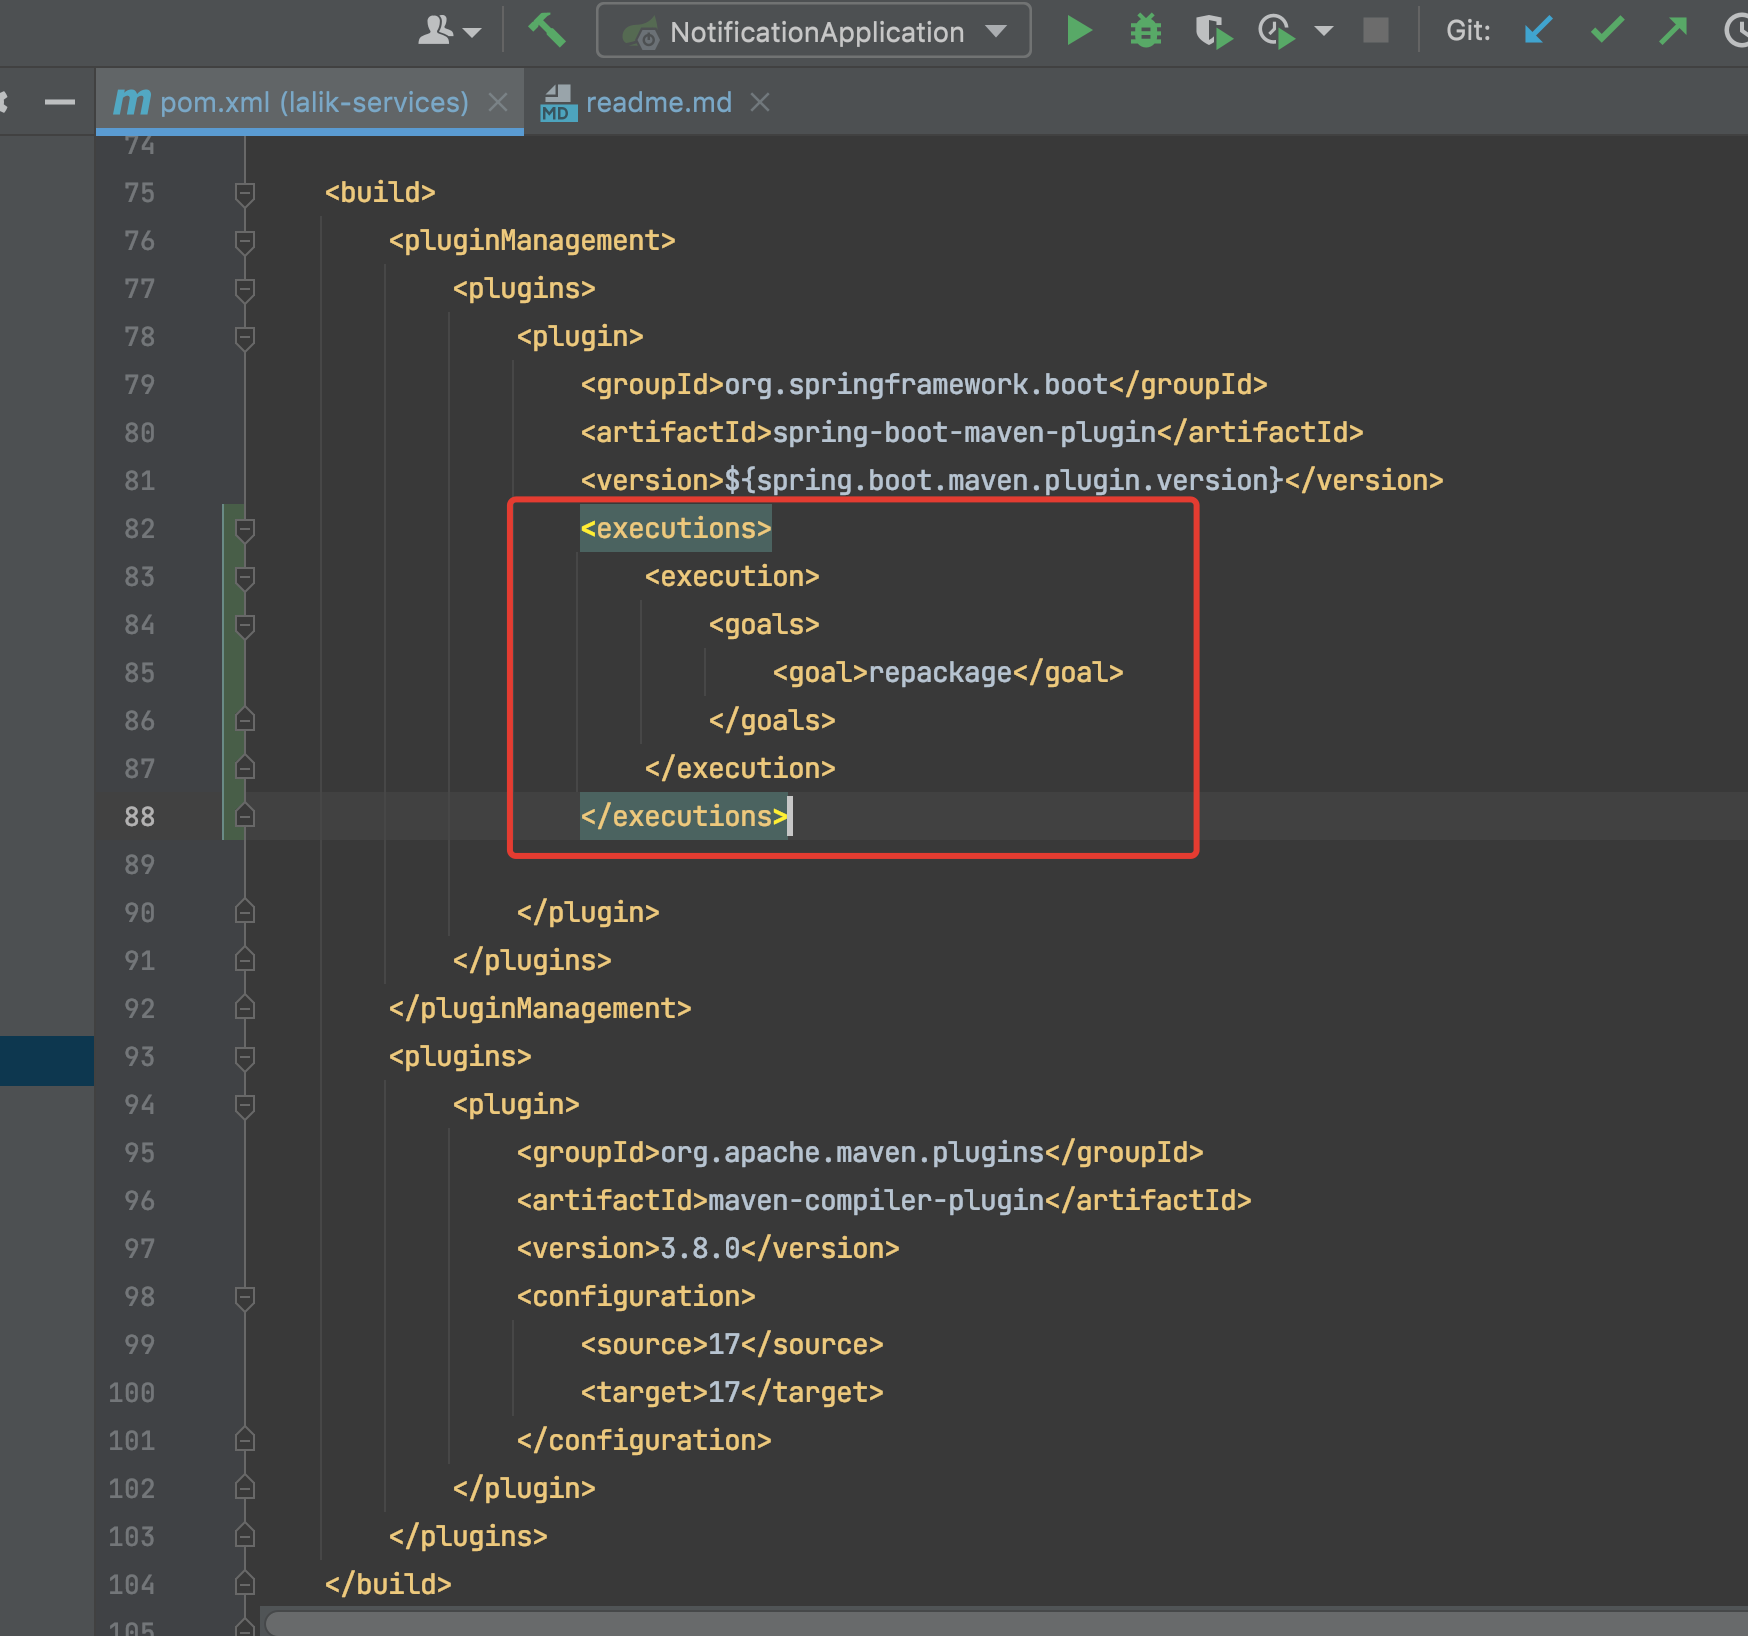 NotificationApplication
Git:
pom.xml (lalik-services)
readme.md
74
75 <build>
76 <pluginManagement>
77 <plugins>
78 <plugin>
79 <groupId>org.springframework.boot</groupId>
80 <artifactId>spring-boot-maven-plugin</artifactId>
81 <version>${spring.boot.maven.plugin.version}</version>
82 <executions>
83 <execution>
84 <goals>
85 <goal>repackage</goal>
86 </goals>
87 </execution>
88 </executions>
89
90 </plugin>
91 </plugins>
92 </pluginManagement>
93 <plugins>
94 <plugin>
95 <groupId>org.apache.maven.plugins</groupId>
96 <artifactId>maven-compiler-plugin</artifactId>
97 <version>3.8.0</version>
98 <configuration>
99 <source>17</source>
100 <target>17</target>
101 </configuration>
102 </plugin>
103 </plugins>
104 </build>
105